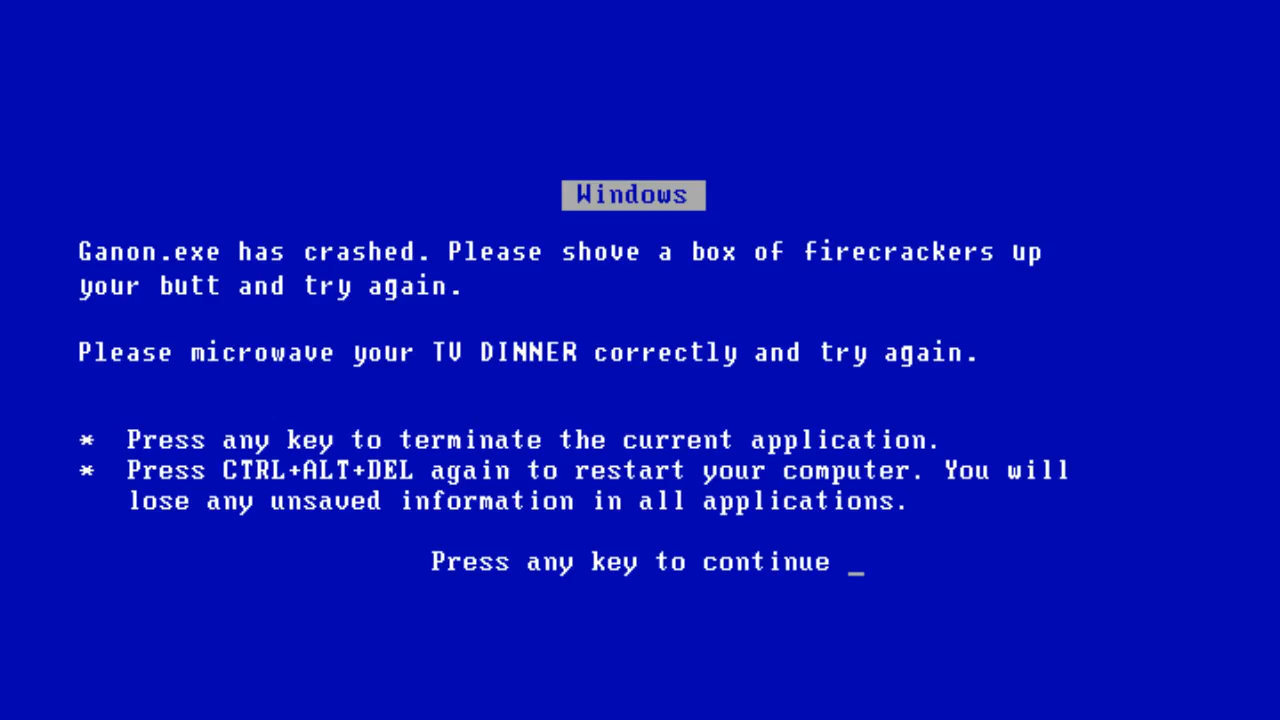 Windows
Ganon.exe has crashed. Please shove a box of firecrackers up
your butt and try again.
Please microwave your TV DINNER correctly and try again.
* Press any key to terminate the current application.
* Press CTRL+ALT+DEL again to restart your computer. You will
lose any unsaved information in all applications.
Press any key to continue _